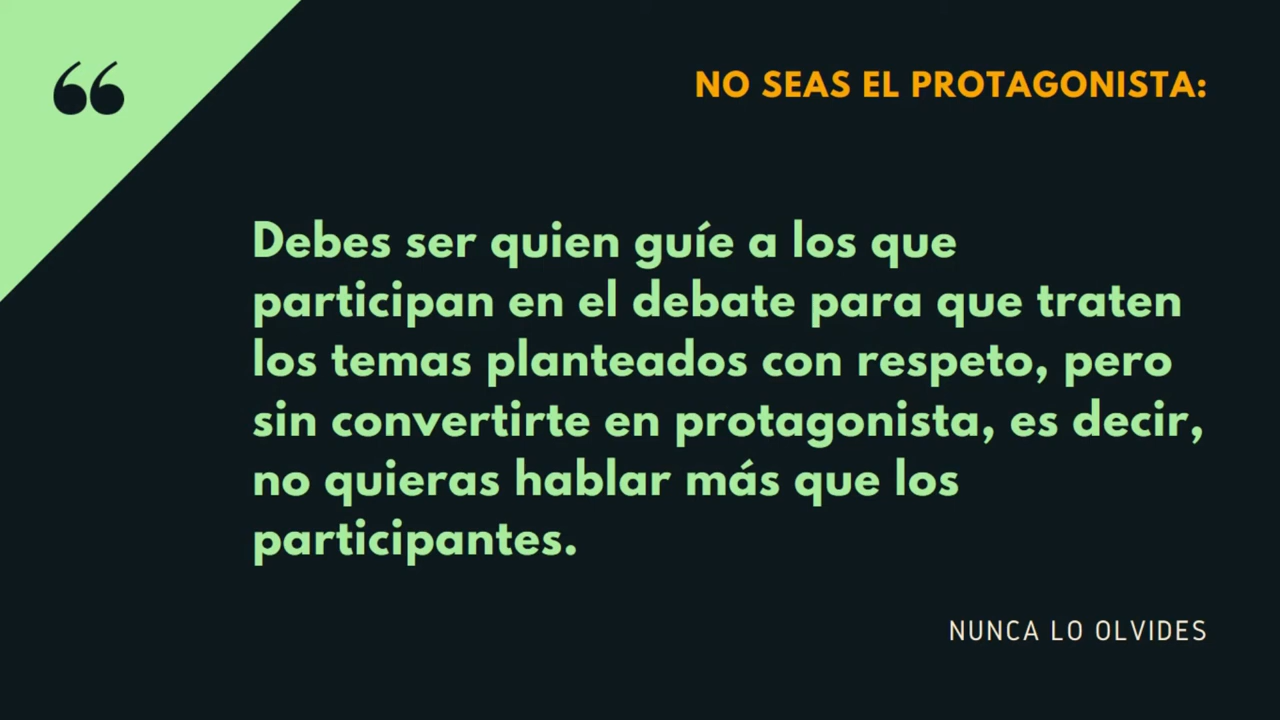 “
NO SEAS EL PROTAGONISTA:
Debes ser quien guíe a los que
participan en el debate para que traten
los temas planteados con respeto, pero
sin convertirte en protagonista, es decir,
no quieras hablar más que los
participantes.
NUNCA LO OLVIDES